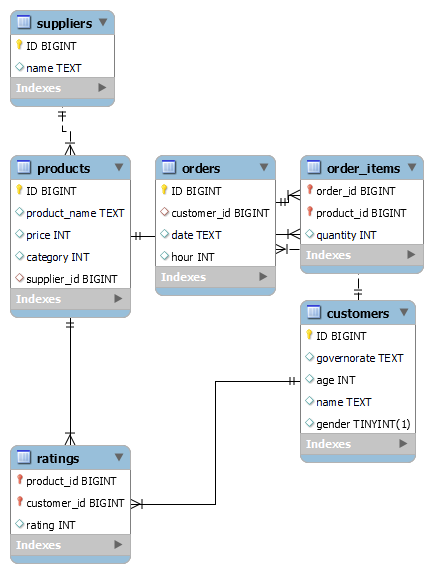 suppliers
ID BIGINT
name TEXT
Indexes
products
ID BIGINT
product_name TEXT
price INT
category INT
supplier_id BIGINT
Indexes
orders
ID BIGINT
customer_id BIGINT
date TEXT
hour INT
Indexes
order_items
order_id BIGINT
product_id BIGINT
quantity INT
Indexes
customers
ID BIGINT
governorate TEXT
age INT
name TEXT
gender TINYINT(1)
Indexes
ratings
product_id BIGINT
customer_id BIGINT
rating INT
Indexes